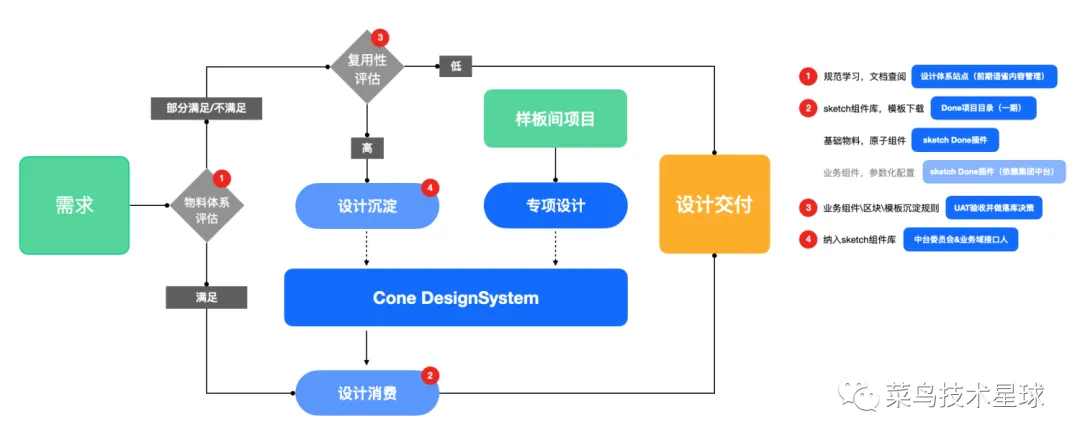 3
复用性
评估
低
部分满足/不满足
高
样板间项目
需求
1
物料体系
评估
4
设计沉淀
专项设计
设计交付
满足
Cone DesignSystem
2
设计消费
1 规范学习，文档查阅 设计体系站点（前期语雀内容管理）
2 sketch组件库，模板下载 Done项目目录（一期）
基础物料，原子组件 sketch Done插件
业务组件，参数化配置 sketch Done插件（依赖集团中台）
3 业务组件\区块\模板沉淀规则 UAT验收并做落库决策
4 纳入sketch组件库 中台委员会&业务域接口人
菜鸟技术星球